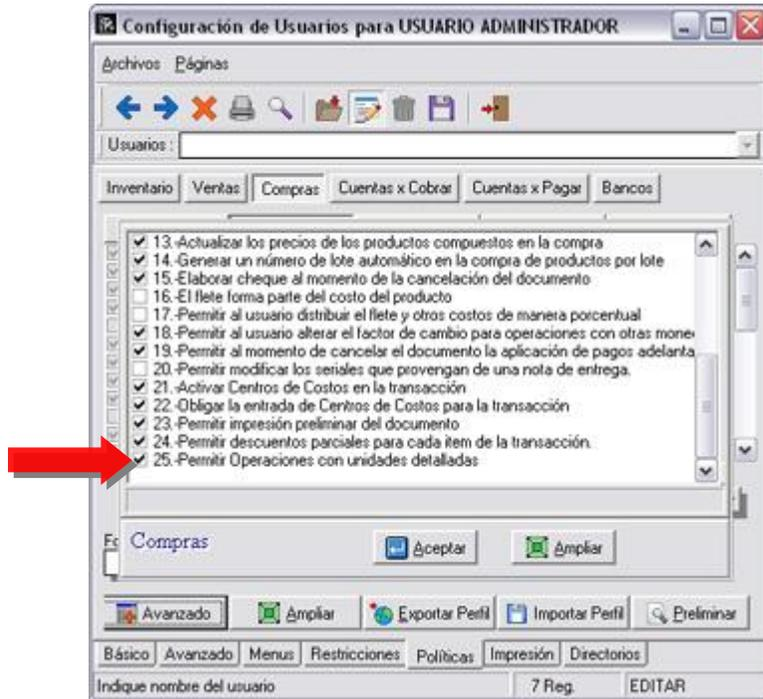 Configuración de Usuarios para USUARIO ADMINISTRADOR
Archivos Páginas
Usuarios :
Inventario Ventas Compras Cuentas x Cobrar Cuentas x Pagar Bancos
13.-Actualizar los precios de los productos compuestos en la compra
14.-Generar un número de lote automático en la compra de productos por lote
15.-Elaborar cheque al momento de la cancelación del documento
16.-El flete forma parte del costo del producto
17.-Permitir al usuario distribuir el flete y otros costos de manera porcentual
18.-Permitir al usuario alterar el factor de cambio para operaciones con otras mone
19.-Permitir al momento de cancelar el documento la aplicación de pagos adelanta
20.-Permitir modificar los seriales que provengan de una nota de entrega.
21.-Activar Centros de Costos en la transacción
22.-Obligar la entrada de Centros de Costos para la transacción
23.-Permitir impresión preliminar del documento
24.-Permitir descuentos parciales para cada item de la transacción.
25.-Permitir Operaciones con unidades detalladas
Fo
Compras Aceptar Ampliar
Avanzado Ampliar Exportar Perfil Importar Perfil Preliminar
Básico Avanzado Menus Restricciones Políticas Impresión Directorios
Indique nombre del usuario 7 Reg. EDITAR